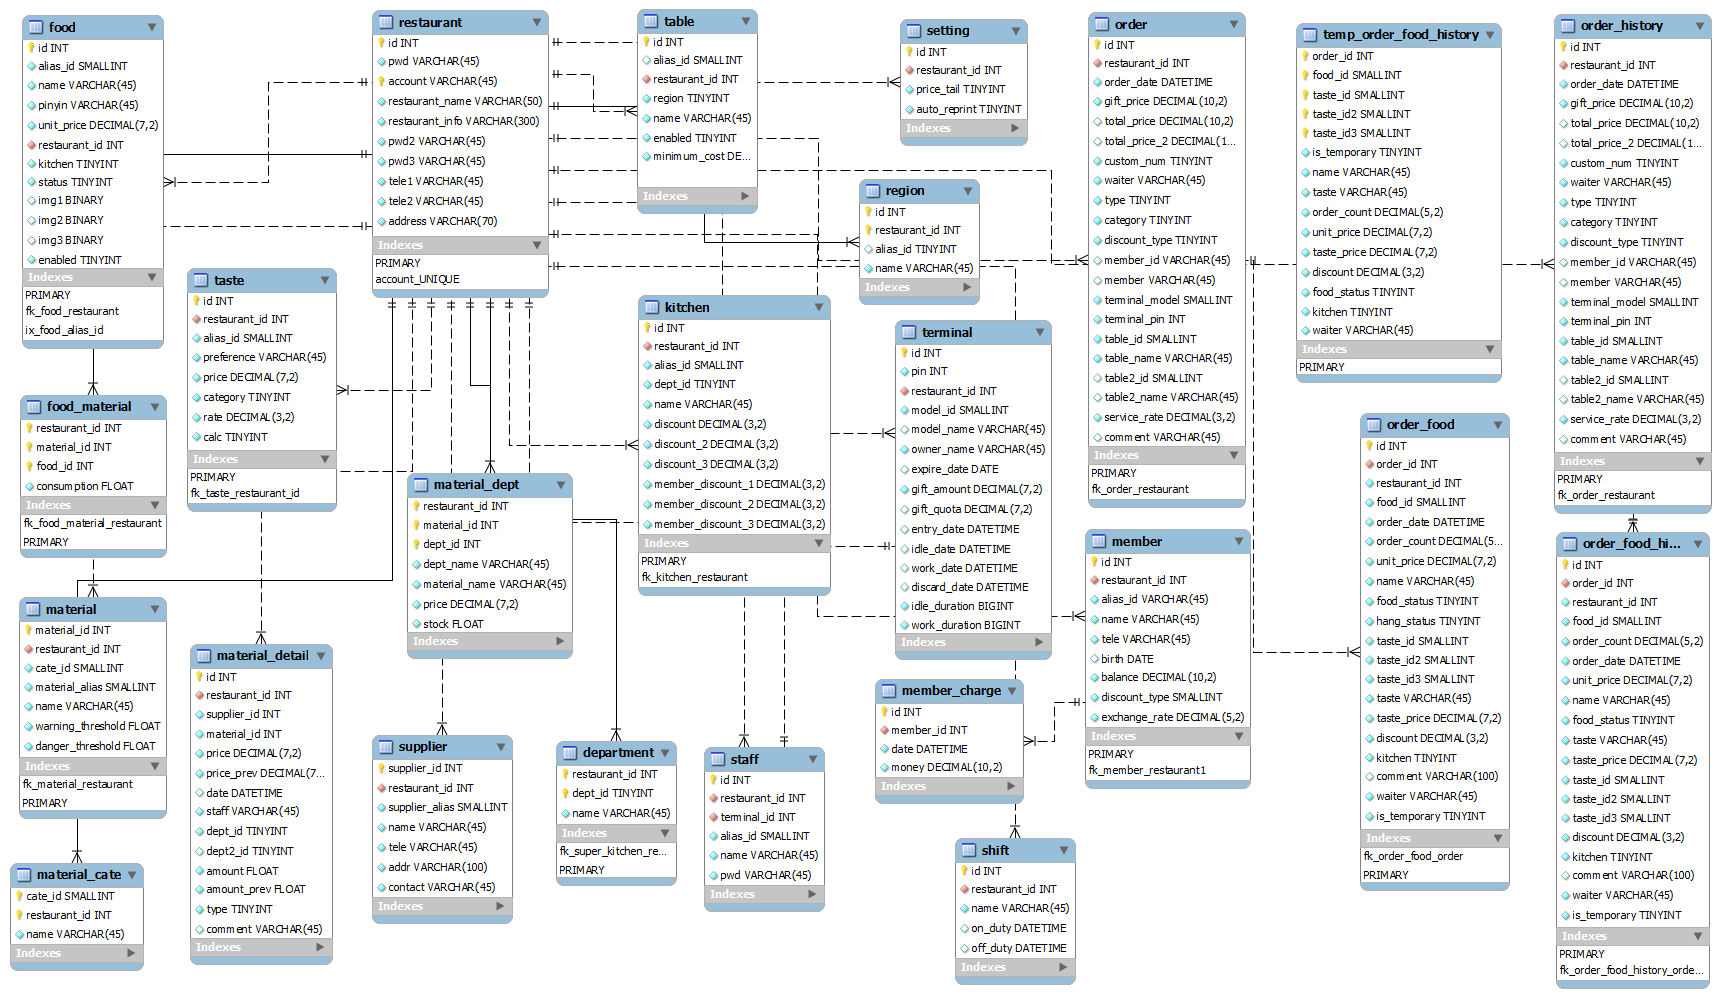 food
id INT
alias_id SMALLINT
name VARCHAR(45)
pinyin VARCHAR(45)
unit_price DECIMAL(7,2)
restaurant_id INT
kitchen TINYINT
status TINYINT
img1 BINARY
img2 BINARY
img3 BINARY
enabled TINYINT
Indexes
PRIMARY
fk_food_restaurant
ix_food_alias_id
restaurant
id INT
pwd VARCHAR(45)
account VARCHAR(45)
restaurant_name VARCHAR(50)
restaurant_info VARCHAR(300)
pwd2 VARCHAR(45)
pwd3 VARCHAR(45)
tele1 VARCHAR(45)
tele2 VARCHAR(45)
address VARCHAR(70)
Indexes
PRIMARY
account_UNIQUE
table
id INT
alias_id SMALLINT
restaurant_id INT
region TINYINT
name VARCHAR(45)
enabled TINYINT
minimum_cost DE...
Indexes
setting
id INT
restaurant_id INT
price_tail TINYINT
auto_reprint TINYINT
Indexes
region
id INT
restaurant_id INT
alias_id TINYINT
name VARCHAR(45)
Indexes
order
id INT
restaurant_id INT
order_date DATETIME
gift_price DECIMAL(10,2)
total_price DECIMAL(10,2)
total_price_2 DECIMAL(1...
custom_num TINYINT
waiter VARCHAR(45)
type TINYINT
category TINYINT
discount_type TINYINT
member_id VARCHAR(45)
member VARCHAR(45)
terminal_model SMALLINT
terminal_pin INT
table_id SMALLINT
table_name VARCHAR(45)
table2_id SMALLINT
table2_name VARCHAR(45)
service_rate DECIMAL(3,2)
comment VARCHAR(45)
Indexes
PRIMARY
fk_order_restaurant
temp_order_food_history
order_id INT
food_id SMALLINT
taste_id SMALLINT
taste_id2 SMALLINT
taste_id3 SMALLINT
is_temporary TINYINT
name VARCHAR(45)
taste VARCHAR(45)
order_count DECIMAL(5,2)
unit_price DECIMAL(7,2)
taste_price DECIMAL(7,2)
discount DECIMAL(3,2)
food_status TINYINT
kitchen TINYINT
waiter VARCHAR(45)
Indexes
PRIMARY
order_history
id INT
restaurant_id INT
order_date DATETIME
gift_price DECIMAL(10,2)
total_price DECIMAL(10,2)
total_price_2 DECIMAL(1...
custom_num TINYINT
waiter VARCHAR(45)
type TINYINT
category TINYINT
discount_type TINYINT
member_id VARCHAR(45)
member VARCHAR(45)
terminal_model SMALLINT
terminal_pin INT
table_id SMALLINT
table_name VARCHAR(45)
table2_id SMALLINT
table2_name VARCHAR(45)
service_rate DECIMAL(3,2)
comment VARCHAR(45)
Indexes
PRIMARY
fk_order_restaurant
taste
id INT
restaurant_id INT
alias_id SMALLINT
preference VARCHAR(45)
price DECIMAL(7,2)
category TINYINT
rate DECIMAL(3,2)
calc TINYINT
Indexes
PRIMARY
fk_taste_restaurant_id
kitchen
id INT
restaurant_id INT
alias_id SMALLINT
dept_id TINYINT
name VARCHAR(45)
discount DECIMAL(3,2)
discount_2 DECIMAL(3,2)
discount_3 DECIMAL(3,2)
member_discount_1 DECIMAL(3,2)
member_discount_2 DECIMAL(3,2)
member_discount_3 DECIMAL(3,2)
Indexes
PRIMARY
fk_kitchen_restaurant
terminal
id INT
pin INT
restaurant_id INT
model_id SMALLINT
model_name VARCHAR(45)
owner_name VARCHAR(45)
expire_date DATE
gift_amount DECIMAL(7,2)
gift_quota DECIMAL(7,2)
entry_date DATETIME
idle_date DATETIME
work_date DATETIME
discard_date DATETIME
idle_duration BIGINT
work_duration BIGINT
Indexes
food_material
restaurant_id INT
material_id INT
food_id INT
consumption FLOAT
Indexes
fk_food_material_restaurant
PRIMARY
material_dept
restaurant_id INT
material_id INT
dept_id INT
dept_name VARCHAR(45)
material_name VARCHAR(45)
price DECIMAL(7,2)
stock FLOAT
Indexes
order_food
id INT
order_id INT
restaurant_id INT
food_id SMALLINT
order_date DATETIME
order_count DECIMAL(5...
unit_price DECIMAL(7,2)
name VARCHAR(45)
food_status TINYINT
hang_status TINYINT
taste_id SMALLINT
taste_id2 SMALLINT
taste_id3 SMALLINT
taste VARCHAR(45)
taste_price DECIMAL(7,2)
discount DECIMAL(3,2)
kitchen TINYINT
comment VARCHAR(100)
waiter VARCHAR(45)
is_temporary TINYINT
Indexes
fk_order_food_order
PRIMARY
member
id INT
restaurant_id INT
alias_id VARCHAR(45)
name VARCHAR(45)
tele VARCHAR(45)
birth DATE
balance DECIMAL(10,2)
discount_type SMALLINT
exchange_rate DECIMAL(5,2)
Indexes
PRIMARY
fk_member_restaurant1
order_food_hi...
id INT
order_id INT
restaurant_id INT
food_id SMALLINT
order_count DECIMAL(5,2)
order_date DATETIME
unit_price DECIMAL(7,2)
name VARCHAR(45)
food_status TINYINT
taste VARCHAR(45)
taste_price DECIMAL(7,2)
taste_id SMALLINT
taste_id2 SMALLINT
taste_id3 SMALLINT
discount DECIMAL(3,2)
kitchen TINYINT
comment VARCHAR(100)
waiter VARCHAR(45)
is_temporary TINYINT
Indexes
PRIMARY
fk_order_food_history_orde...
material
material_id INT
restaurant_id INT
cate_id SMALLINT
material_alias SMALLINT
name VARCHAR(45)
warning_threshold FLOAT
danger_threshold FLOAT
Indexes
fk_material_restaurant
PRIMARY
material_detail
id INT
restaurant_id INT
supplier_id INT
material_id INT
price DECIMAL(7,2)
price_prev DECIMAL(7...
date DATETIME
staff VARCHAR(45)
dept_id TINYINT
dept2_id TINYINT
amount FLOAT
amount_prev FLOAT
type TINYINT
comment VARCHAR(45)
Indexes
supplier
supplier_id INT
restaurant_id INT
supplier_alias SMALLINT
name VARCHAR(45)
tele VARCHAR(45)
addr VARCHAR(100)
contact VARCHAR(45)
Indexes
department
restaurant_id INT
dept_id TINYINT
name VARCHAR(45)
Indexes
fk_super_kitchen_re...
PRIMARY
staff
id INT
restaurant_id INT
teminal_id INT
alias_id SMALLINT
name VARCHAR(45)
pwd VARCHAR(45)
Indexes
member_charge
id INT
member_id INT
date DATETIME
money DECIMAL(10,2)
Indexes
shift
id INT
restaurant_id INT
name VARCHAR(45)
on_duty DATETIME
off_duty DATETIME
Indexes
material_cate
cate_id SMALLINT
restaurant_id INT
name VARCHAR(45)
Indexes